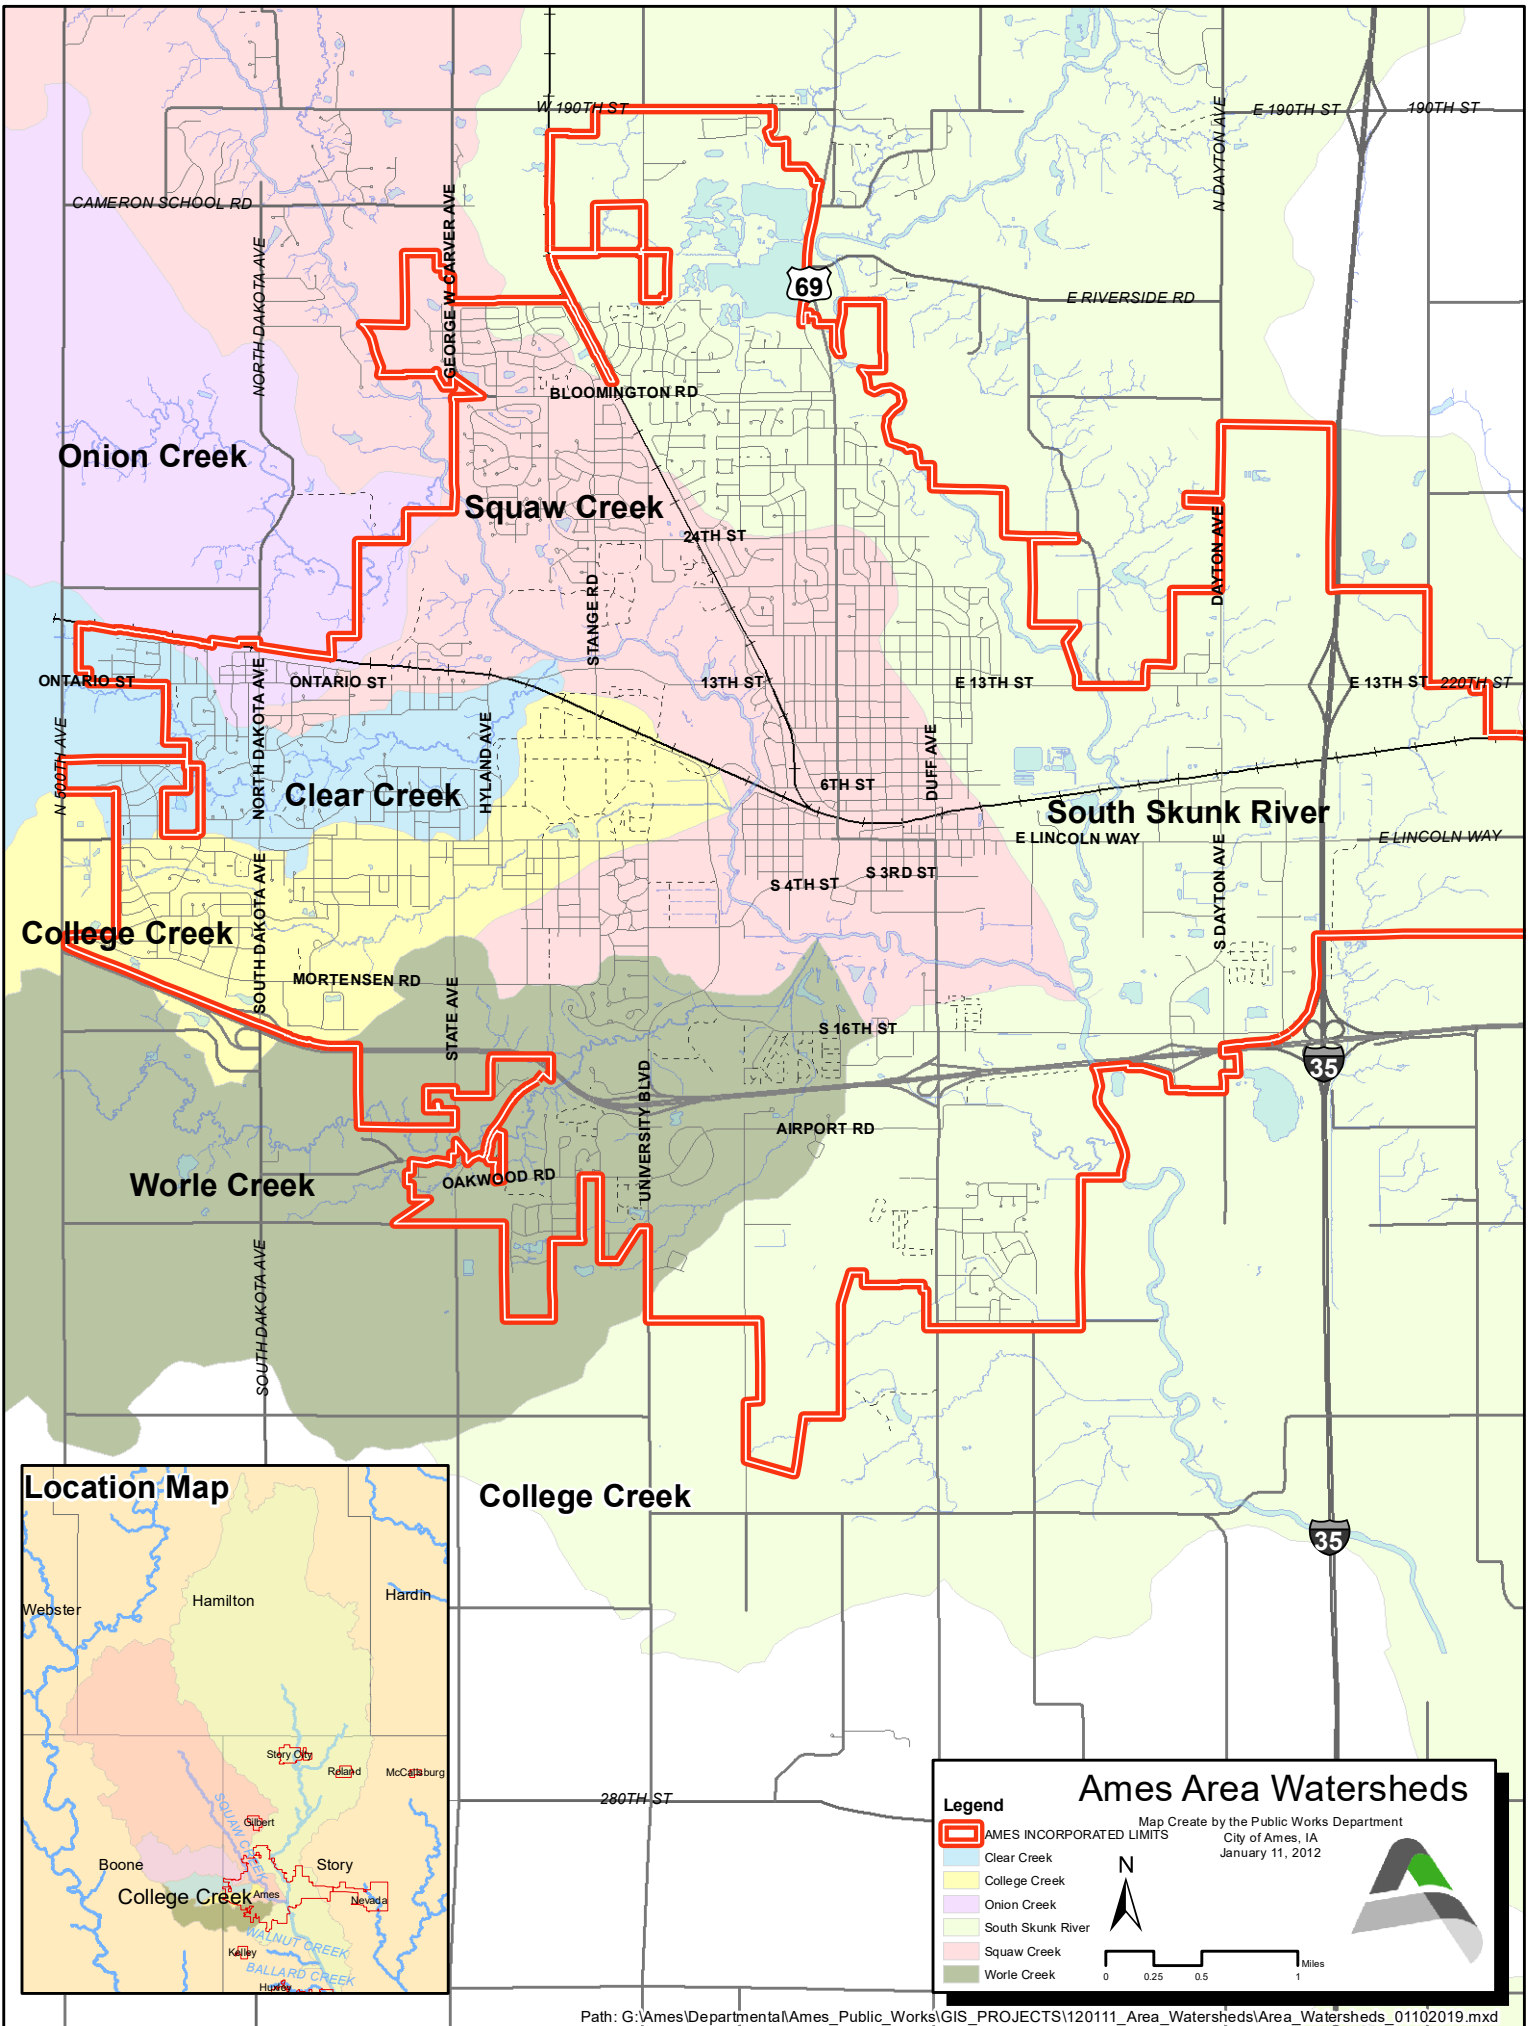 W 190TH ST
E 190TH ST
190TH ST
N DAYTON AVE
CAMERON SCHOOL RD
GEORGE W CARVER AVE
NORTH DAKOTA AVE
69
E RIVERSIDE RD
BLOOMINGTON RD
Onion Creek
Squaw Creek
24TH ST
DAYTON AVE
STANGE RD
ONTARIO ST
ONTARIO ST
13TH ST
E 13TH ST
E 13TH ST
220TH ST
N 500TH AVE
NORTH DAKOTA AVE
HYLAND AVE
DUFF AVE
6TH ST
Clear Creek
South Skunk River
E LINCOLN WAY
E LINCOLN WAY
S 3RD ST
S 4TH ST
SOUTH DAKOTA AVE
S DAYTON AVE
College Creek
MORTENSEN RD
STATE AVE
S 16TH ST
35
UNIVERSITY BLVD
AIRPORT RD
Worle Creek
OAKWOOD RD
SOUTH DAKOTA AVE
College Creek
35
280TH ST
Location Map
Webster
Hamilton
Hardin
Story City
Roland
McCallsburg
Gilbert
SQUAW CREEK
Boone
Story
College Creek
Ames
Nevada
WALNUT CREEK
Kelley
BALLARD CREEK
Huxley
Ames Area Watersheds
Map Create by the Public Works Department
City of Ames, IA
January 11, 2012
Legend
AMES INCORPORATED LIMITS
Clear Creek
College Creek
Onion Creek
South Skunk River
Squaw Creek
Worle Creek
N
Miles
0 0.25 0.5 1
Path: G:\Ames\Departmental\Ames_Public_Works\GIS_PROJECTS\120111_Area_Watersheds\Area_Watersheds_01102019.mxd